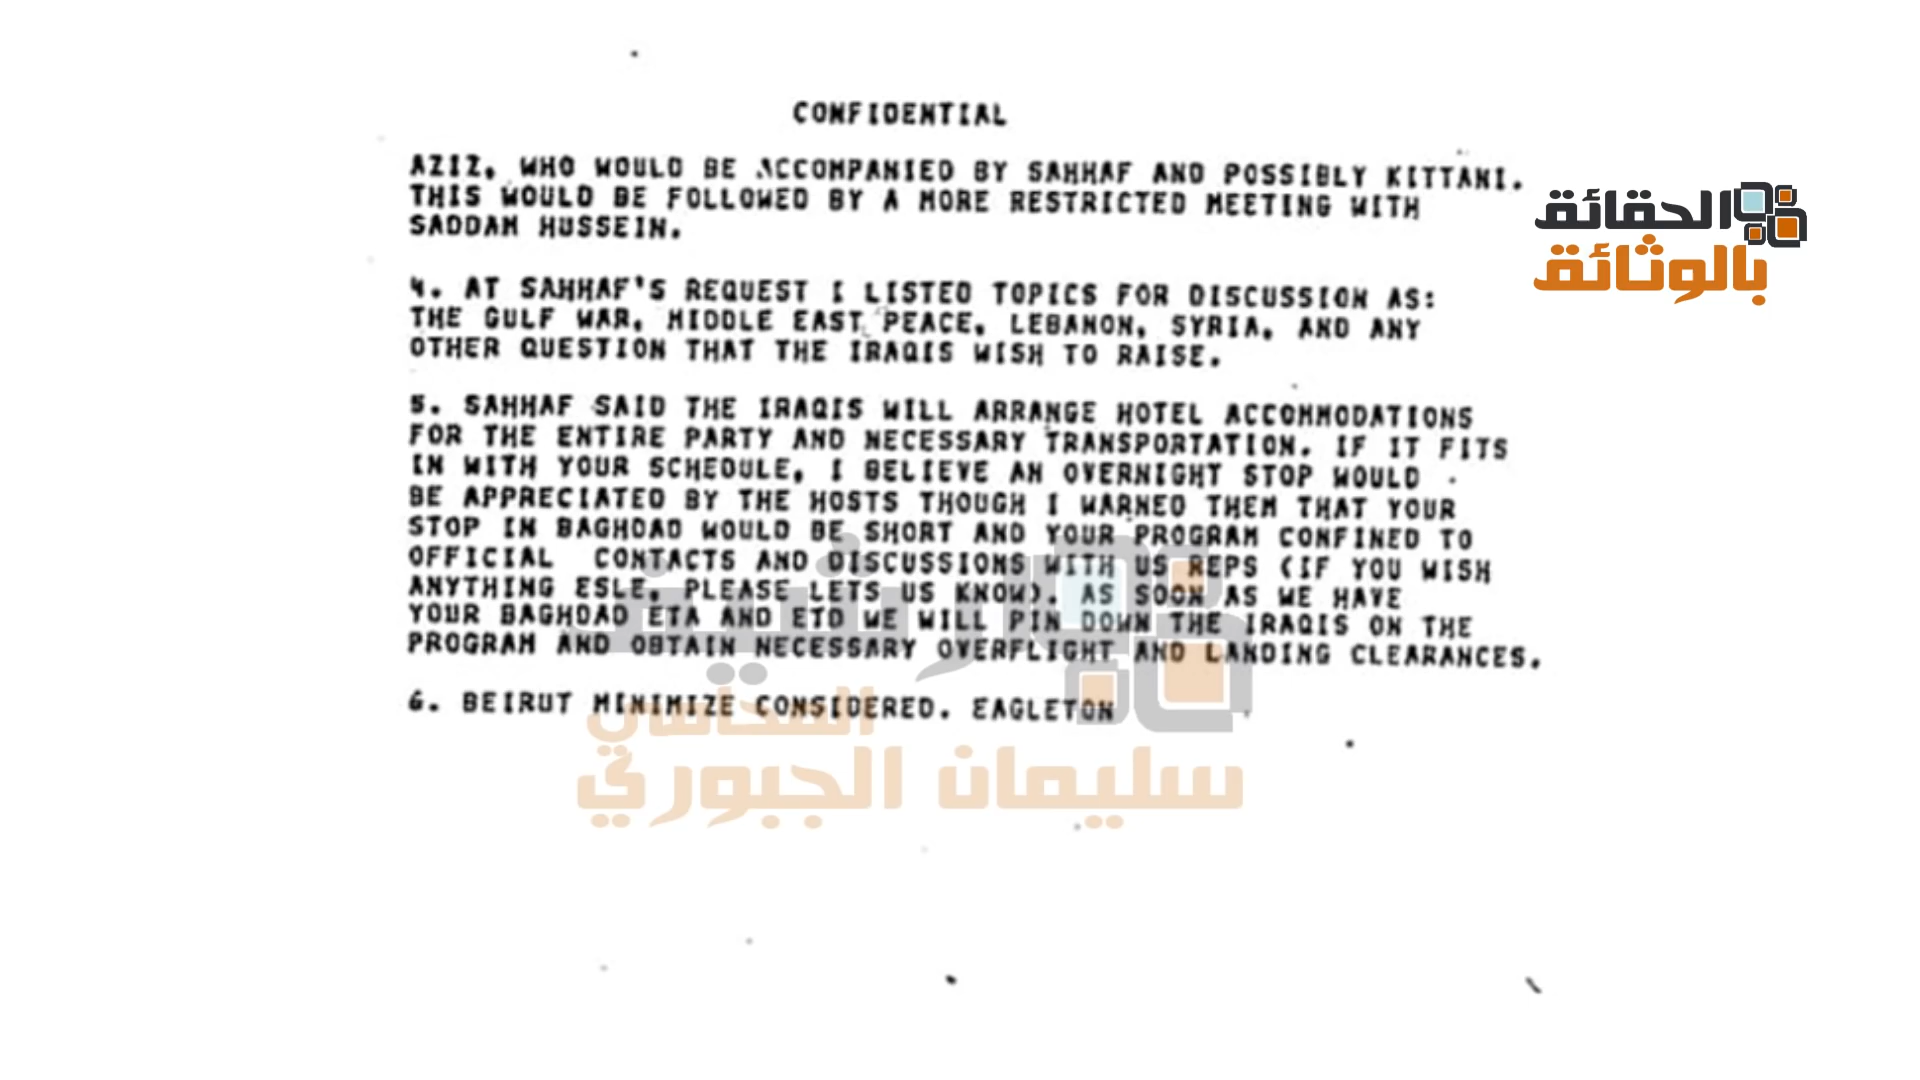 CONFIDENTIAL
AZIZ, WHO WOULD BE ACCOMPANIED BY SAHHAF AND POSSIBLY KITTANI.
THIS WOULD BE FOLLOWED BY A MORE RESTRICTED MEETING WITH
SADDAM HUSSEIN.
الحقائق
بالوثائق
4. AT SAHHAF'S REQUEST I LISTED TOPICS FOR DISCUSSION AS:
THE GULF WAR, MIDDLE EAST PEACE, LEBANON, SYRIA, AND ANY
OTHER QUESTION THAT THE IRAQIS WISH TO RAISE.
5. SAHHAF SAID THE IRAQIS WILL ARRANGE HOTEL ACCOMMODATIONS
FOR THE ENTIRE PARTY AND NECESSARY TRANSPORTATION. IF IT FITS
IN WITH YOUR SCHEDULE, I BELIEVE AN OVERNIGHT STOP WOULD
BE APPRECIATED BY THE HOSTS THOUGH I WARNED THEM THAT YOUR
STOP IN BAGHDAD WOULD BE SHORT AND YOUR PROGRAM CONFINED TO
OFFICIAL CONTACTS AND DISCUSSIONS WITH US REPS (IF YOU WISH
ANYTHING ESLE, PLEASE LETS US KNOW). AS SOON AS WE HAVE
YOUR BAGHDAD ETA AND ETD WE WILL PIN DOWN THE IRAQIS ON THE
PROGRAM AND OBTAIN NECESSARY OVERFLIGHT AND LANDING CLEARANCES.
6. BEIRUT MINIMIZE CONSIDERED. EAGLETON
المحامي
سليمان الجبوري